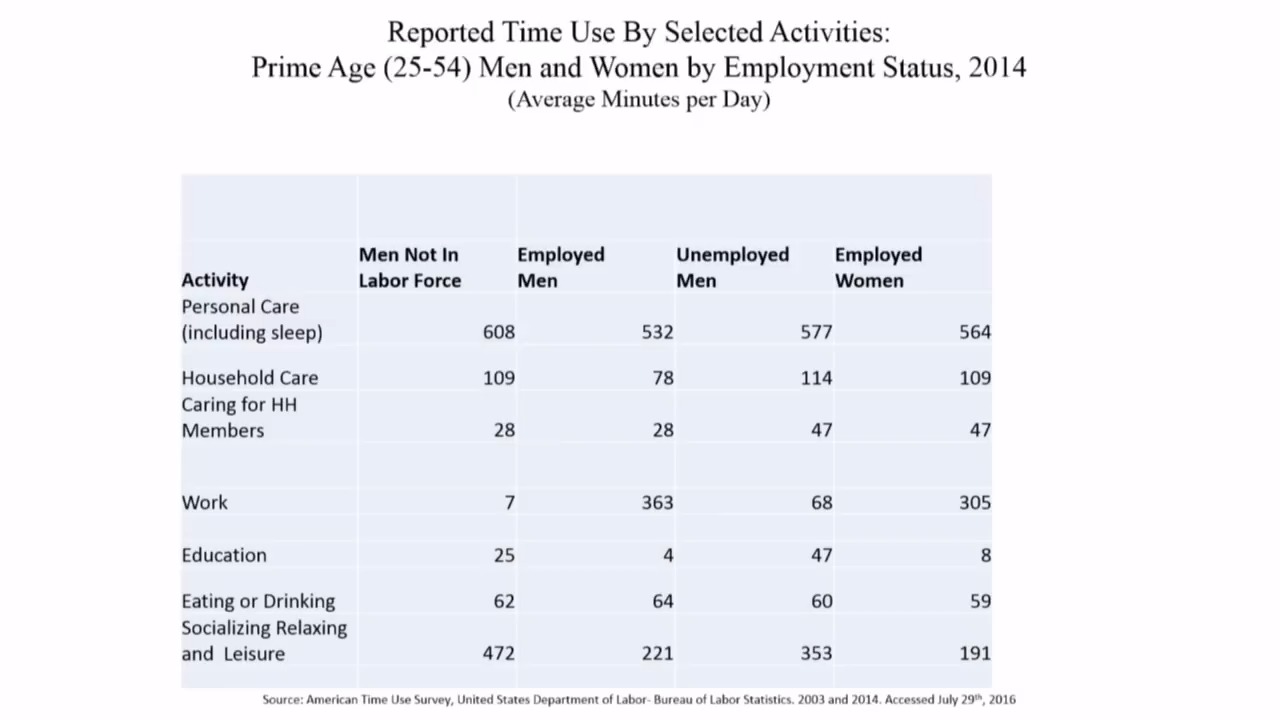 Reported Time Use By Selected Activities:
Prime Age (25-54) Men and Women by Employment Status, 2014
(Average Minutes per Day)
Activity Men Not In Labor Force Employed Men Unemployed Men Employed Women
Personal Care (including sleep) 608 532 577 564
Household Care 109 78 114 109
Caring for HH Members 28 28 47 47
Work 7 363 68 305
Education 25 4 47 8
Eating or Drinking 62 64 60 59
Socializing Relaxing and Leisure 472 221 353 191
Source: American Time Use Survey, United States Department of Labor- Bureau of Labor Statistics. 2003 and 2014. Accessed July 29th, 2016